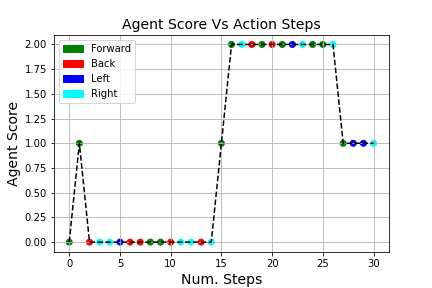 Agent Score Vs Action Steps
Forward
Back
Left
Right
2.00
1.75
1.50
1.25
1.00
0.75
0.50
0.25
0.00
Agent Score
0 5 10 15 20 25 30
Num. Steps